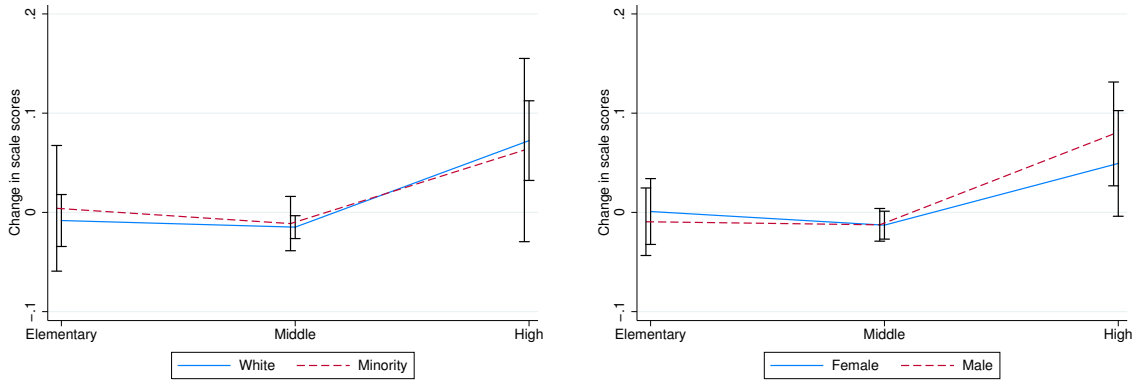 .2
.1
0
-.1
Change in scale scores
Elementary Middle High
White Minority
.2
.1
0
-.1
Change in scale scores
Elementary Middle High
Female Male